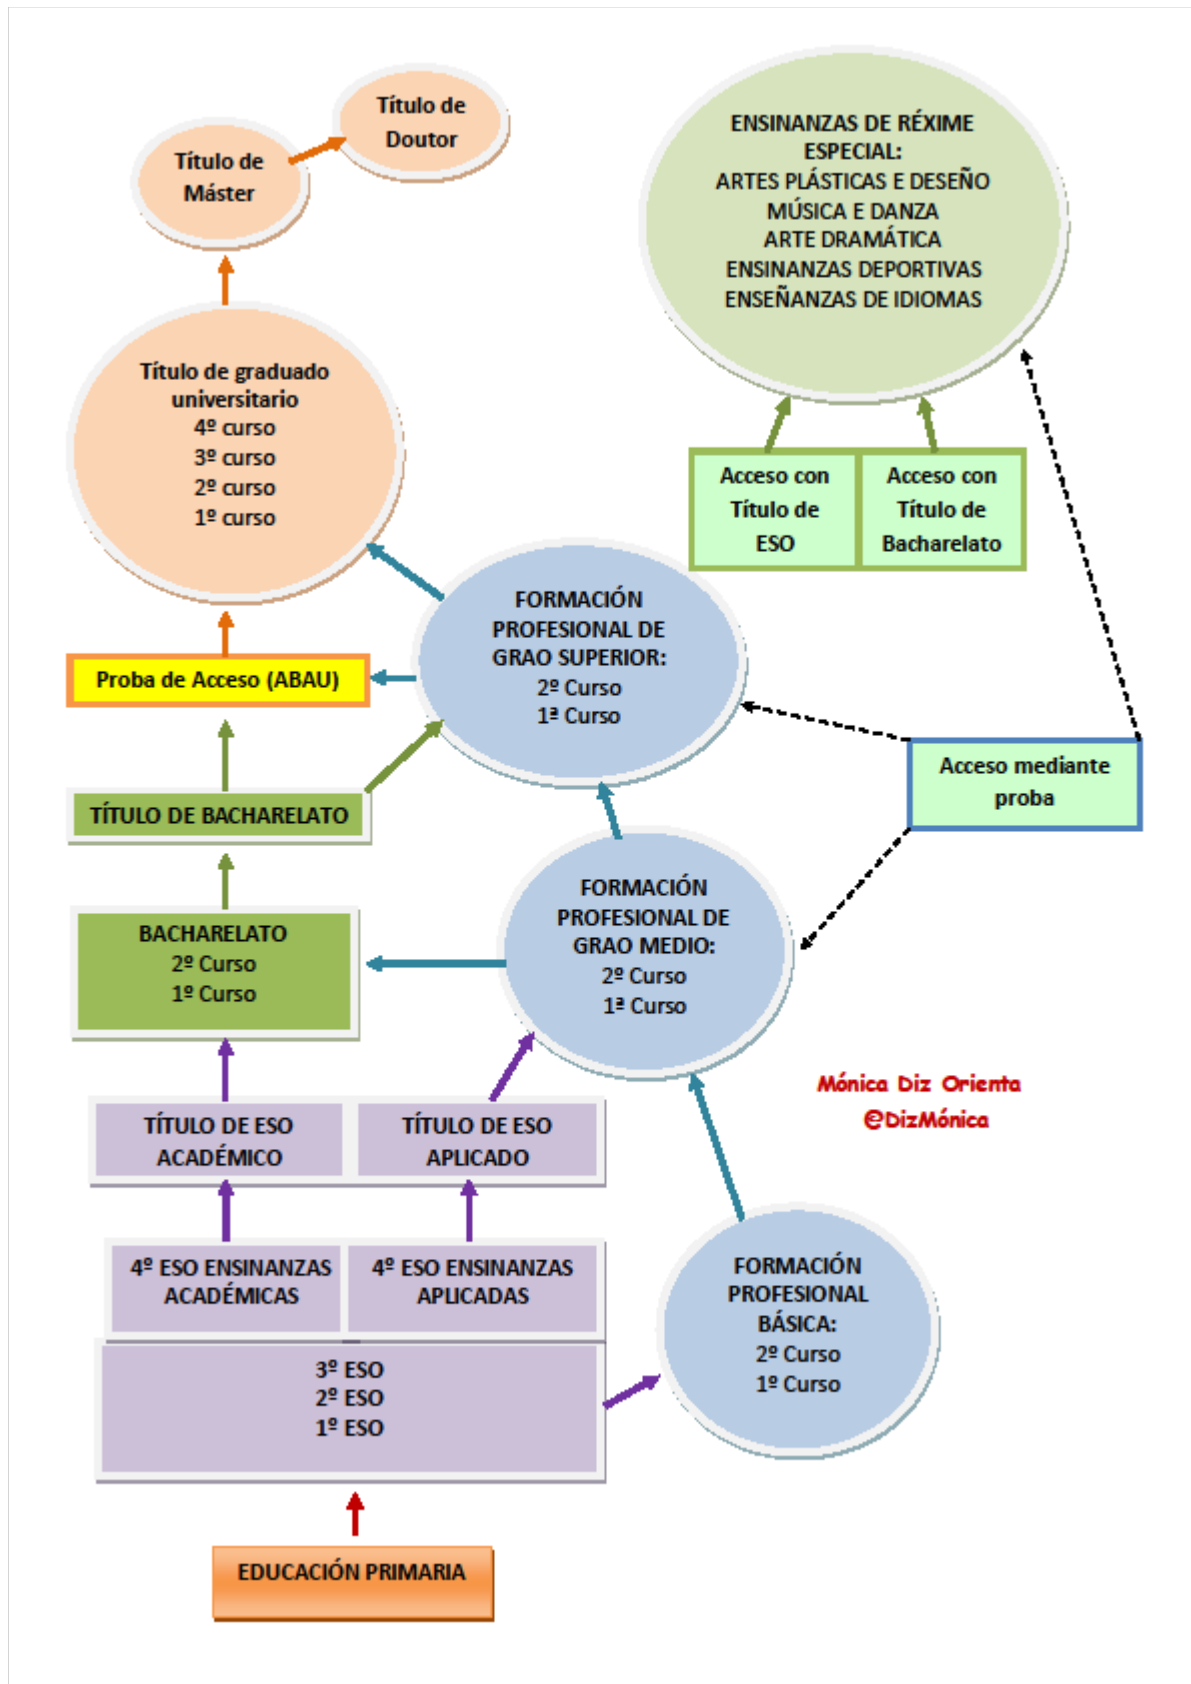 Título de
Doutor
Título de
Máster
ENSINANZAS DE RÉXIME
ESPECIAL:
ARTES PLÁSTICAS E DESEÑO
MÚSICA E DANZA
ARTE DRAMÁTICA
ENSINANZAS DEPORTIVAS
ENSEÑANZAS DE IDIOMAS
Título de graduado
universitario
4º curso
3º curso
2º curso
1º curso
Acceso con
Título de
ESO
Acceso con
Título de
Bacharelato
FORMACIÓN
PROFESIONAL DE
GRAO SUPERIOR:
2º Curso
1ª Curso
Proba de Acceso (ABAU)
Acceso mediante
proba
TÍTULO DE BACHARELATO
FORMACIÓN
PROFESIONAL DE
GRAO MEDIO:
2º Curso
1ª Curso
BACHARELATO
2º Curso
1º Curso
Mónica Diz Orienta
@DizMónica
TÍTULO DE ESO
ACADÉMICO
TÍTULO DE ESO
APLICADO
4º ESO ENSINANZAS
ACADÉMICAS
4º ESO ENSINANZAS
APLICADAS
FORMACIÓN
PROFESIONAL
BÁSICA:
2º Curso
1º Curso
3º ESO
2º ESO
1º ESO
EDUCACIÓN PRIMARIA